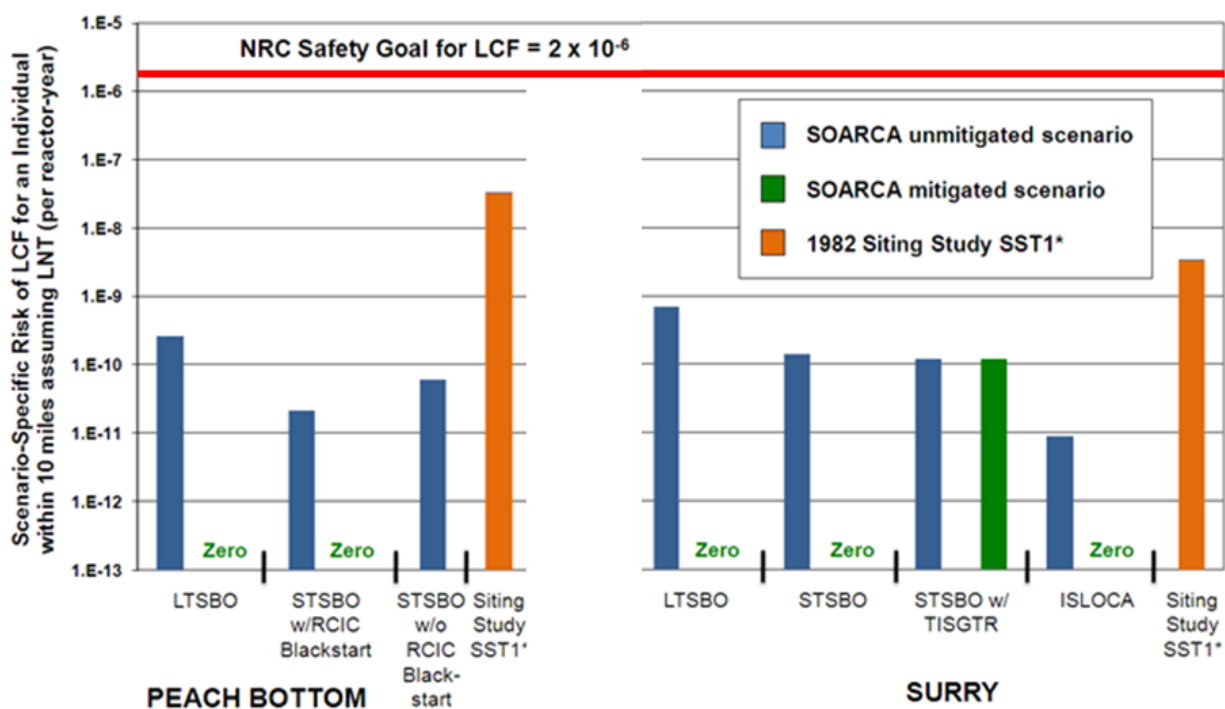 Scenario-Specific Risk of LCF for an Individual
within 10 miles assuming LNT (per reactor-year)
1.E-5
1.E-6
1.E-7
1.E-8
1.E-9
1.E-10
1.E-11
1.E-12
1.E-13
NRC Safety Goal for LCF = 2 x 10-6
SOARCA unmitigated scenario
SOARCA mitigated scenario
1982 Siting Study SST1*
Zero
Zero
Zero
Zero
Zero
LTSBO
STSBO
w/RCIC
Blackstart
STSBO
w/o
RCIC
Black-
start
Siting
Study
SST1*
PEACH BOTTOM
LTSBO
STSBO
STSBO w/
TISGTR
ISLOCA
Siting
Study
SST1*
SURRY